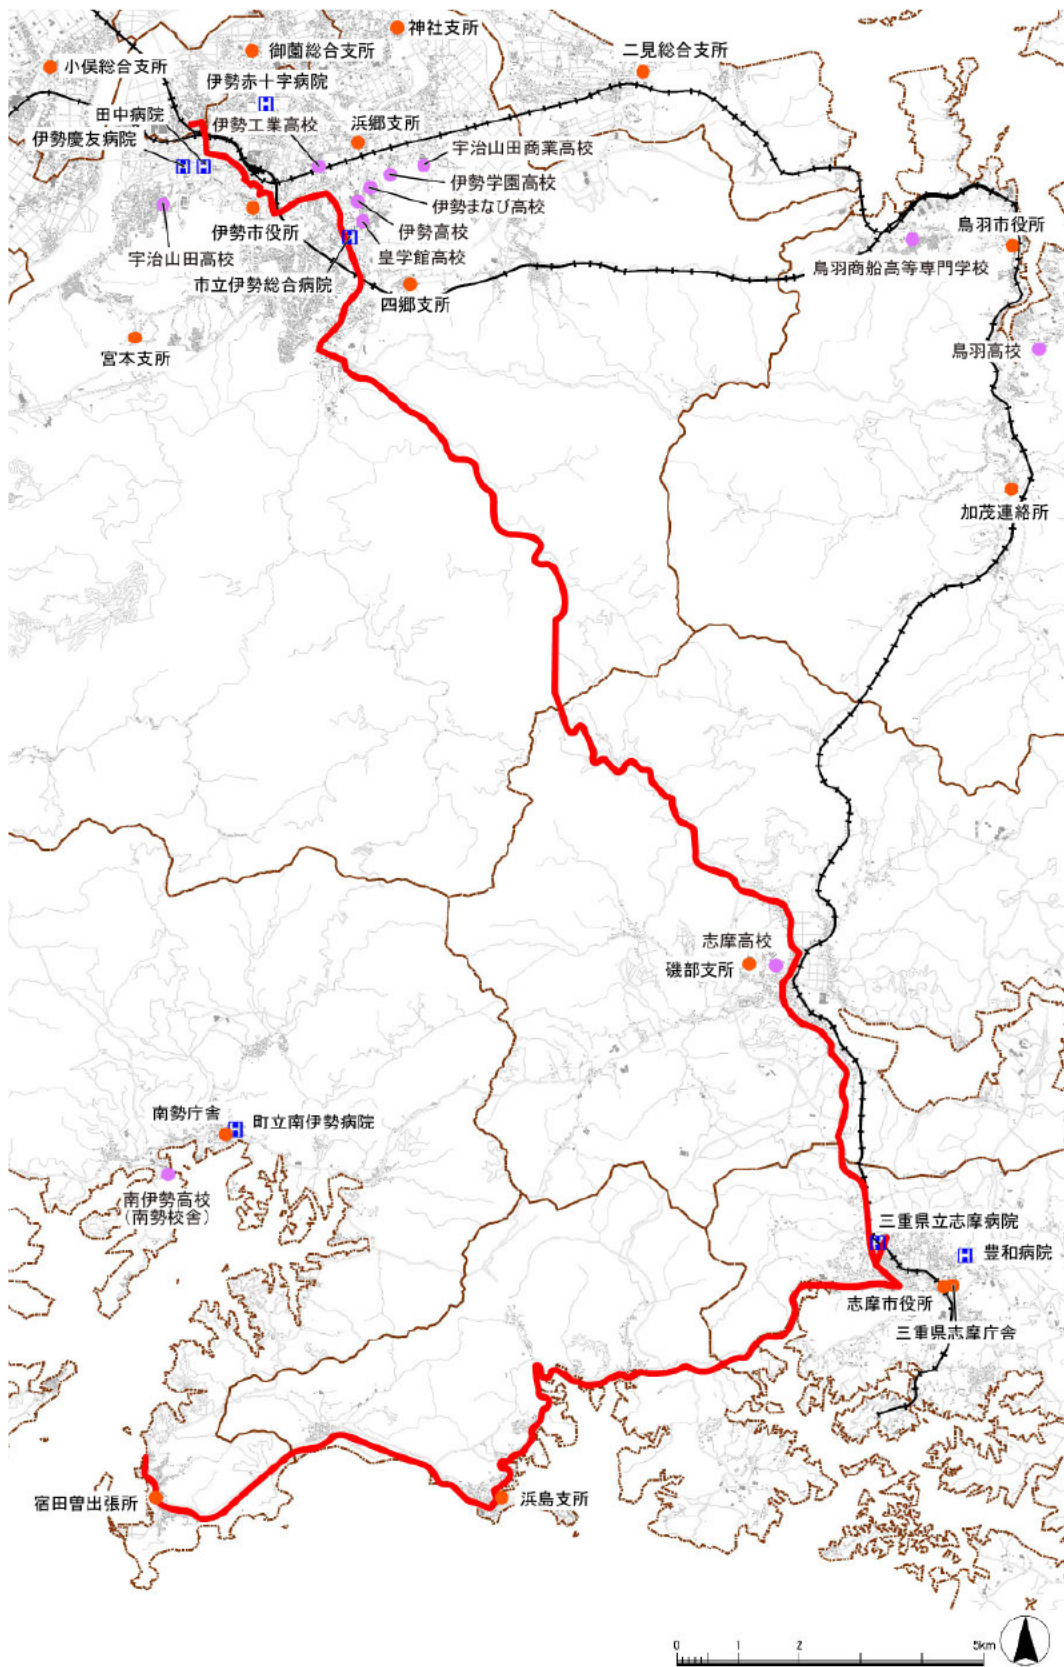 神社支所
御薗総合支所
二見総合支所
小俣総合支所
伊勢赤十字病院
田中病院
伊勢工業高校
浜郷支所
伊勢慶友病院
宇治山田商業高校
伊勢学園高校
伊勢まなび高校
伊勢市役所
伊勢高校
鳥羽市役所
宇治山田高校
皇学館高校
鳥羽商船高等専門学校
市立伊勢総合病院
四郷支所
宮本支所
鳥羽高校
加茂連絡所
志摩高校
磯部支所
南勢庁舎
町立南伊勢病院
南伊勢高校
(南勢校舎)
三重県立志摩病院
豊和病院
志摩市役所
三重県志摩庁舎
宿田曽出張所
浜島支所
0 1 2 5km